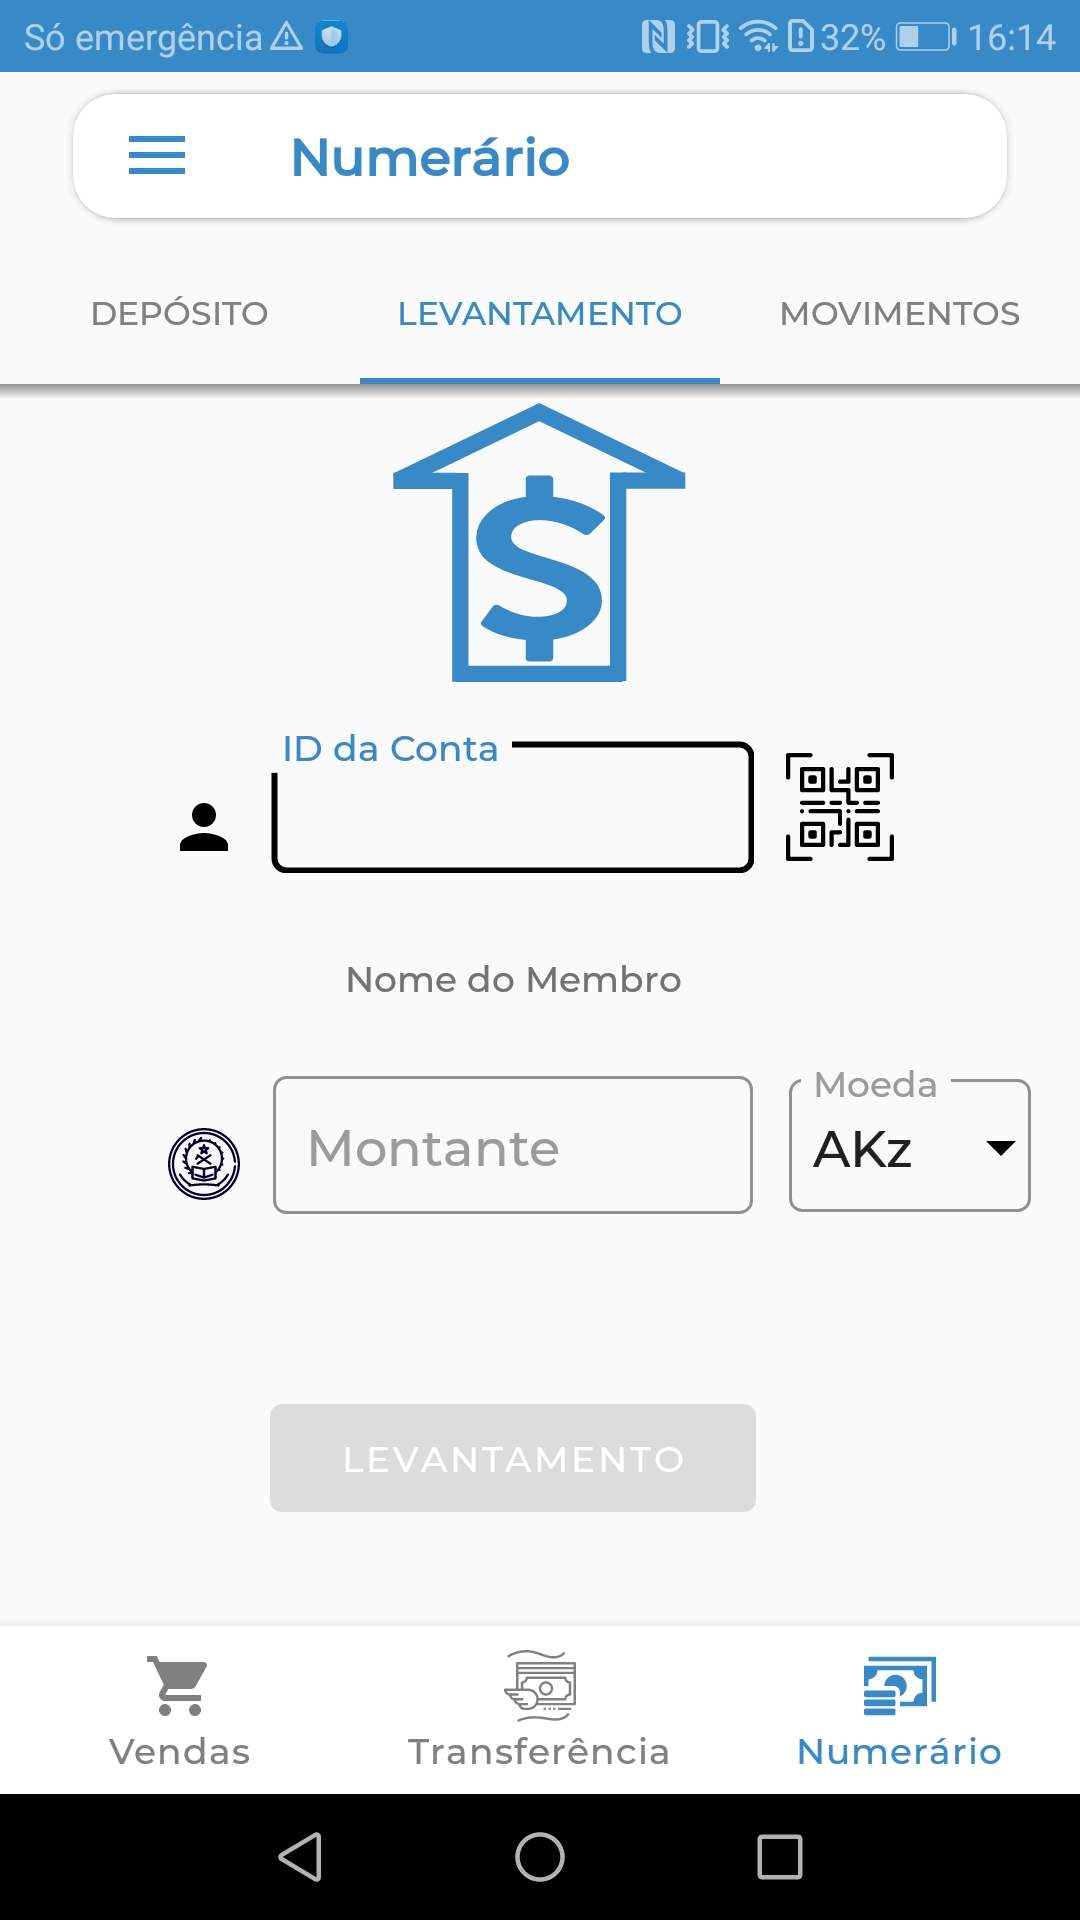 Só emergência 32% 16:14
Numerário
DEPÓSITO LEVANTAMENTO MOVIMENTOS
$
ID da Conta
Nome do Membro
Moeda
Montante AKz
LEVANTAMENTO
Vendas Transferência Numerário